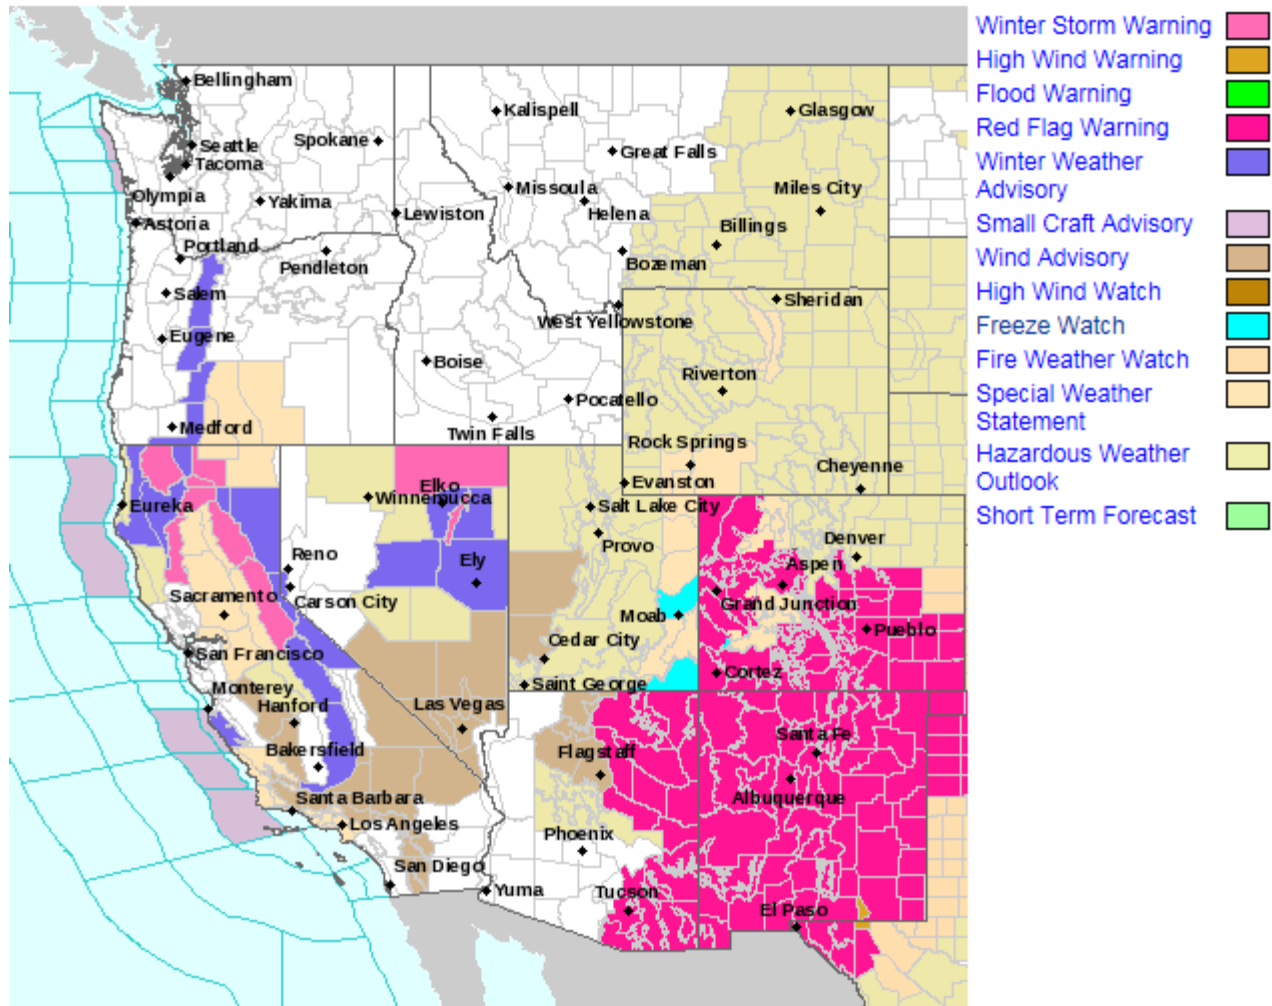 Bellingham
Kalispell
Glasgow
Seattle
Spokane
Great Falls
Tacoma
Olympia
Yakima
Missoula
Miles City
Lewiston
Helena
Astoria
Billings
Portland
Pendleton
Bozeman
Salem
Sheridan
West Yellowstone
Eugene
Boise
Riverton
Pocatello
Medford
Twin Falls
Rock Springs
Cheyenne
Elko
Evanston
Winnemucca
Eureka
Salt Lake City
Reno
Provo
Denver
Ely
Aspen
Sacramento
Carson City
Moab
Grand Junction
Pueblo
San Francisco
Cedar City
Cortez
Monterey
Saint George
Hanford
Las Vegas
Santa Fe
Bakersfield
Flagstaff
Santa Barbara
Albuquerque
Los Angeles
Phoenix
San Diego
Yuma
Tucson
El Paso
Winter Storm Warning
High Wind Warning
Flood Warning
Red Flag Warning
Winter Weather
Advisory
Small Craft Advisory
Wind Advisory
High Wind Watch
Freeze Watch
Fire Weather Watch
Special Weather
Statement
Hazardous Weather
Outlook
Short Term Forecast